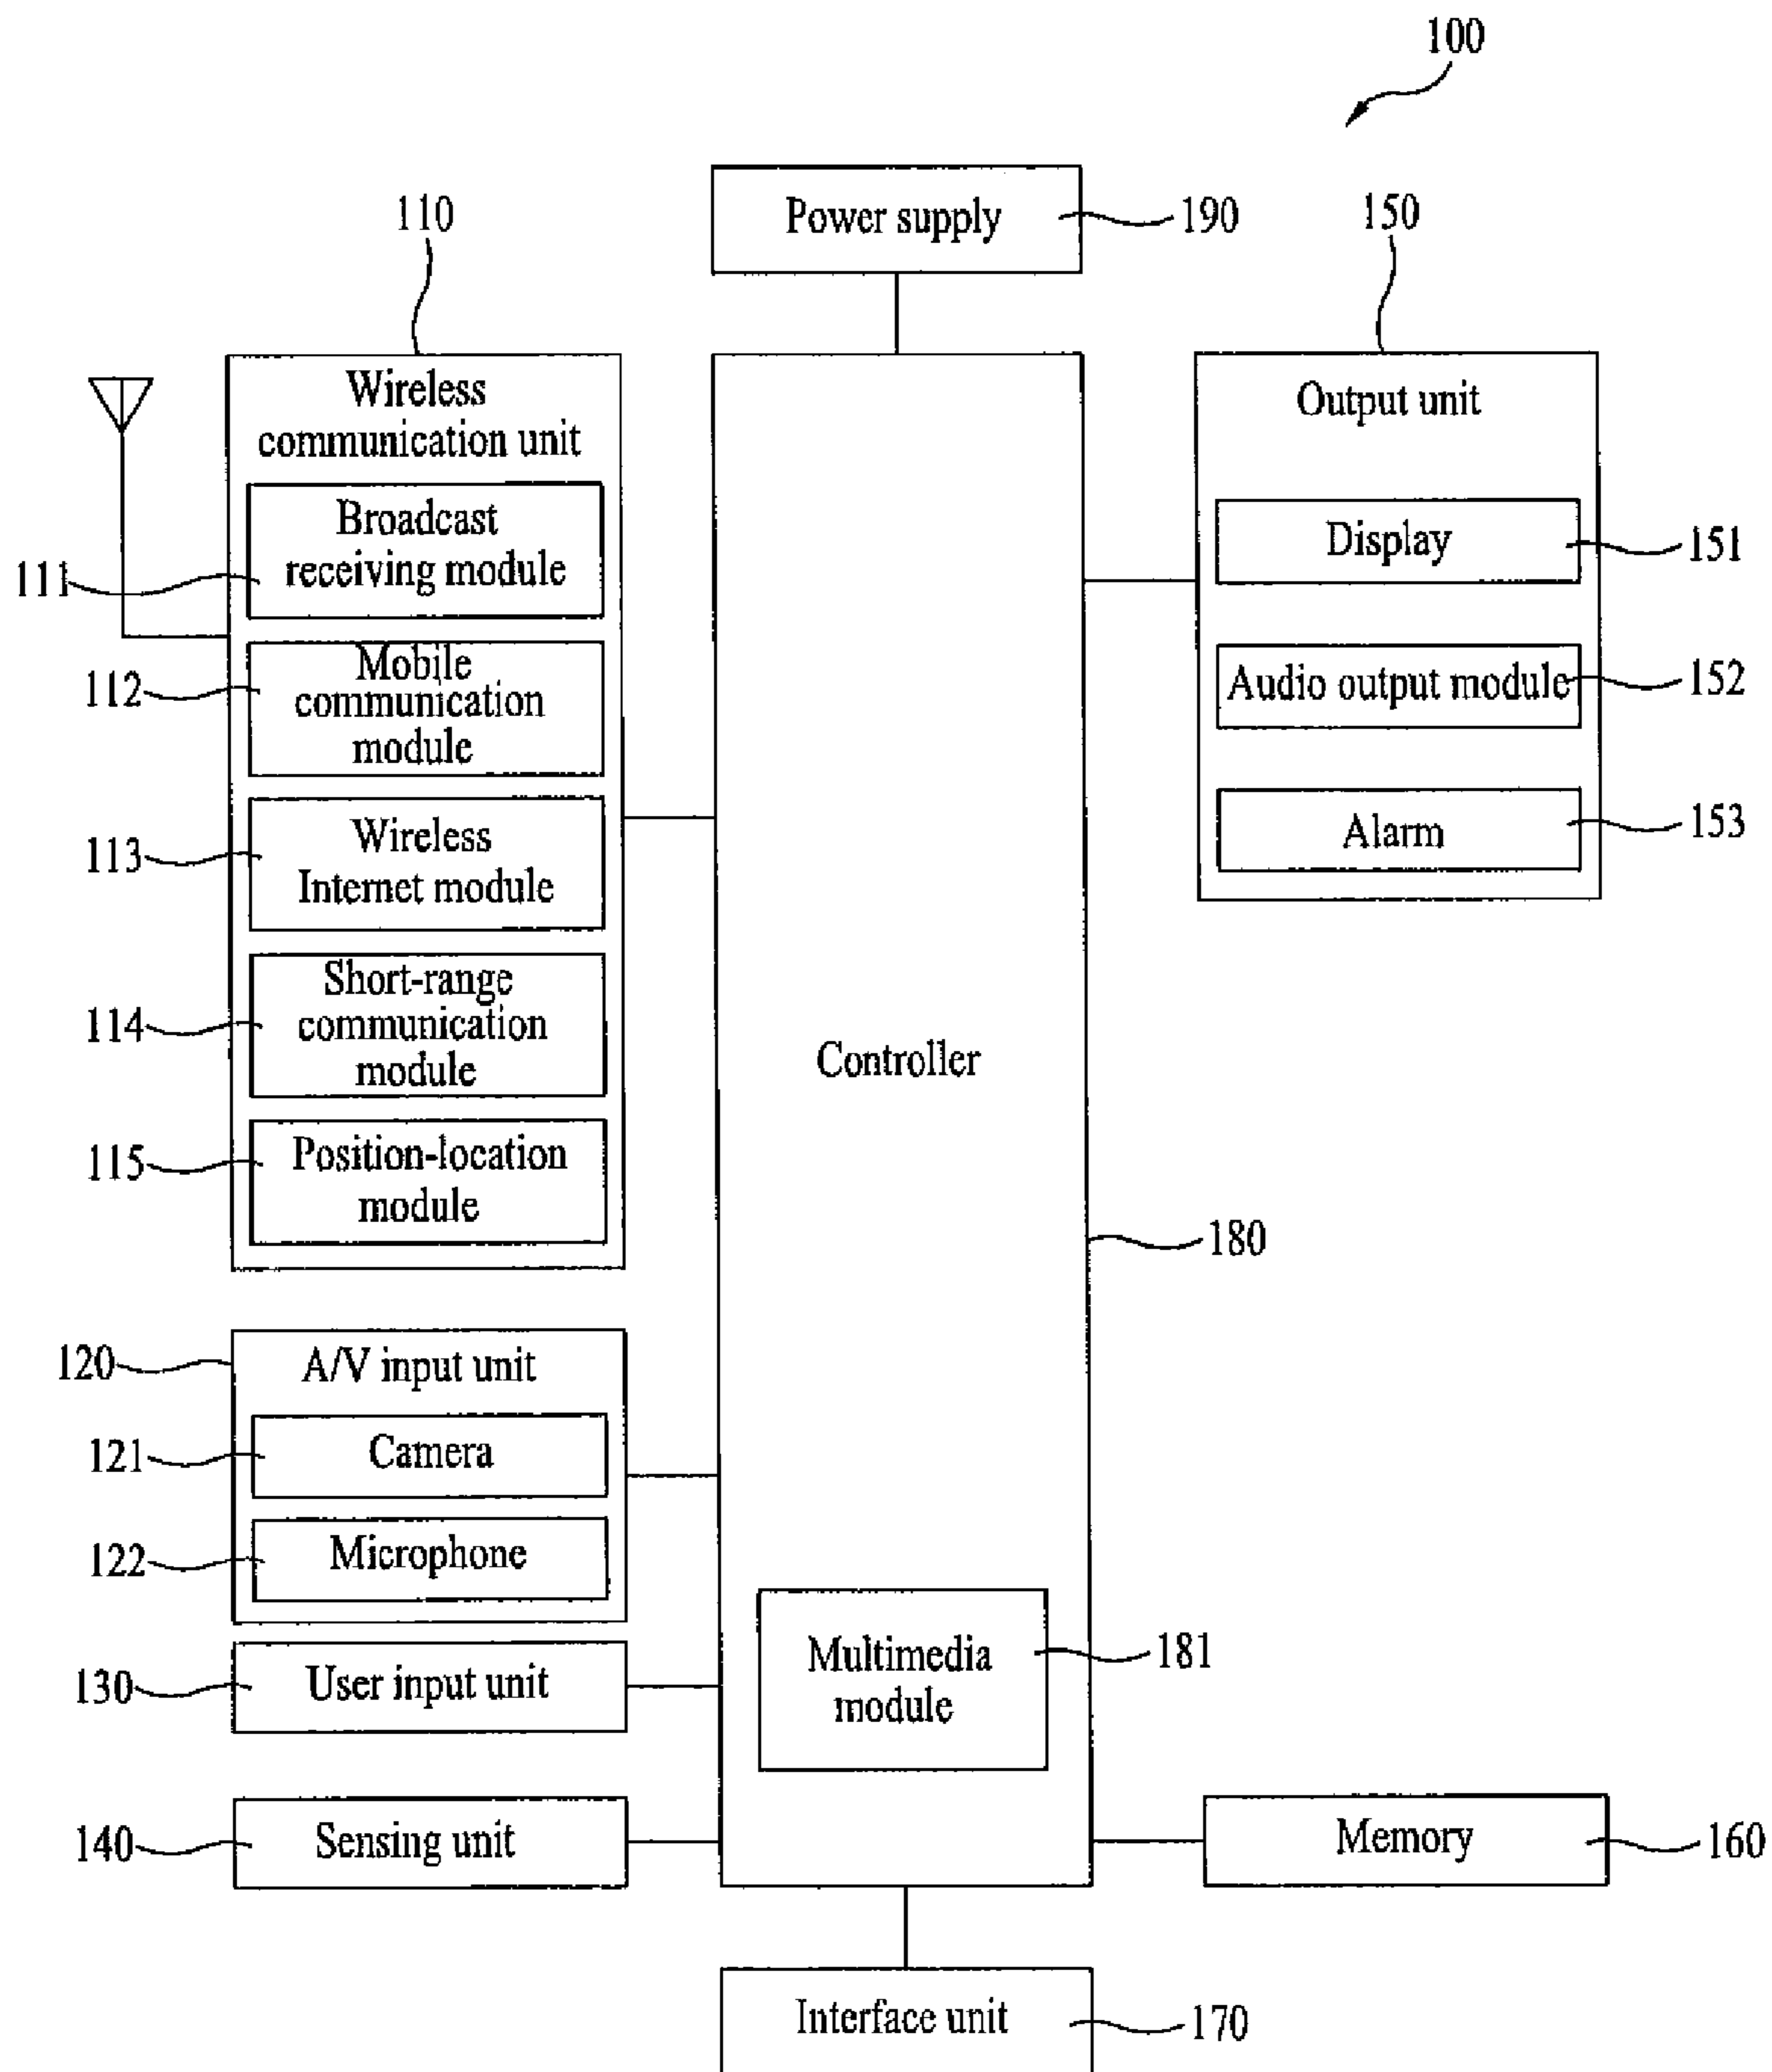 100
Power supply
190
110
150
Wireless
communication unit
Broadcast
receiving module
111
Mobile
communication
module
112
Wireless
Internet module
113
Short-range
communication
module
114
Position-location
module
115
Output unit
Display
151
Audio output module
152
Alarm
153
Controller
180
120
A/V input unit
121
Camera
122
Microphone
130
User input unit
140
Sensing unit
Multimedia
module
181
Memory
160
Interface unit
170